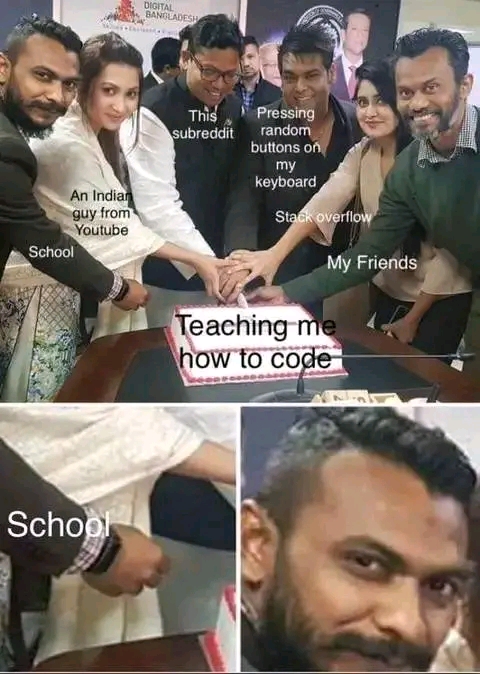 DIGITAL
BANGLADESH
This
subreddit
Pressing
random
buttons on
my
keyboard
An Indian
guy from
Youtube
Stack overflow
School
My Friends
Teaching me
how to code
School